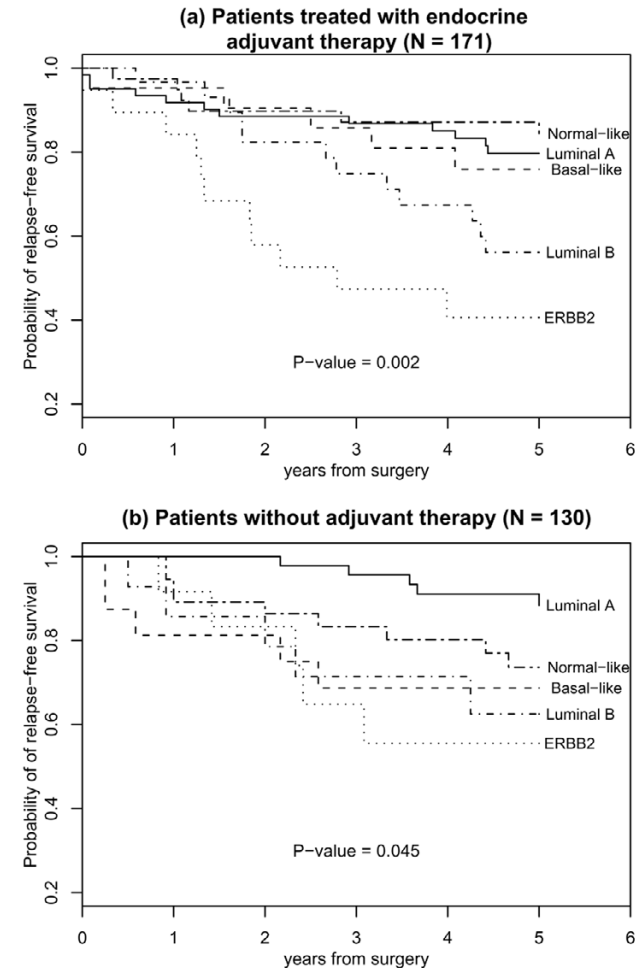 (a) Patients treated with endocrine
adjuvant therapy (N = 171)
Probability of relapse−free survival
1.0
0.8
0.6
0.4
0.2
Normal−like
Luminal A
Basal−like
Luminal B
ERBB2
P−value = 0.002
0 1 2 3 4 5 6
years from surgery
(b) Patients without adjuvant therapy (N = 130)
Probability of of relapse−free survival
1.0
0.8
0.6
0.4
0.2
Luminal A
Normal−like
Basal−like
Luminal B
ERBB2
P−value = 0.045
0 1 2 3 4 5 6
years from surgery